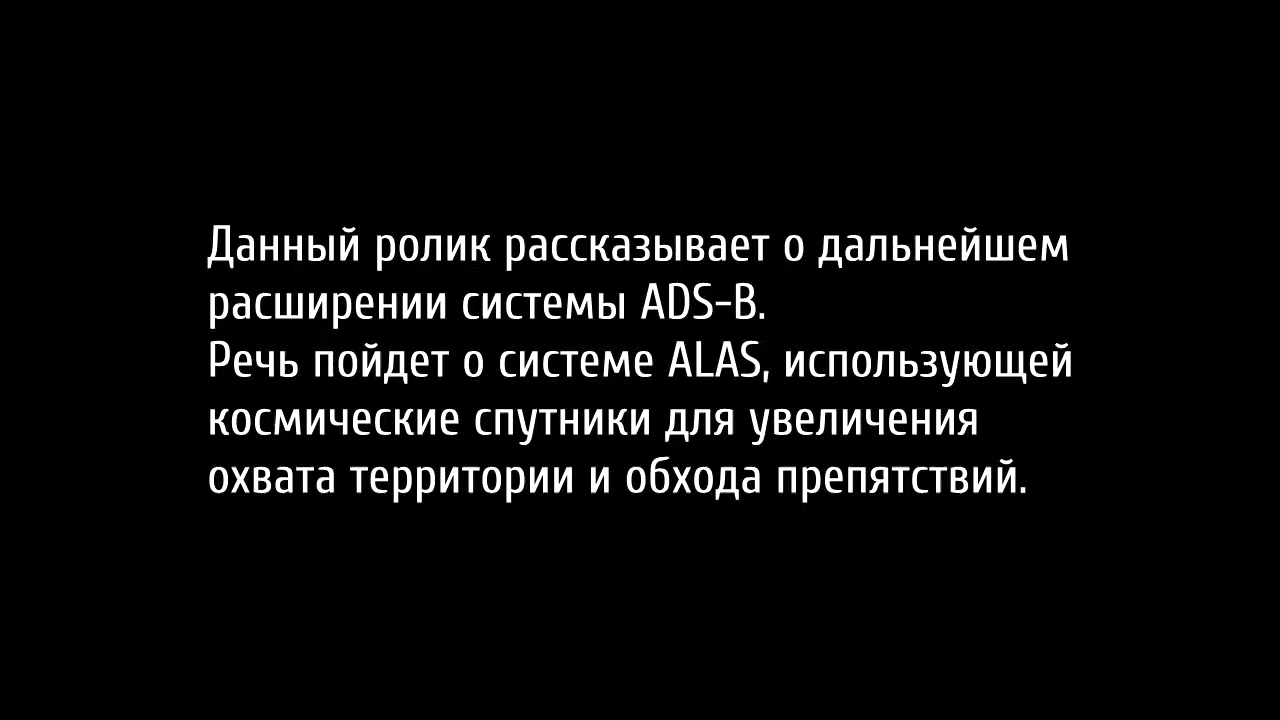 Данный ролик рассказывает о дальнейшем
расширении системы ADS-B.
Речь пойдет о системе ALAS, использующей
космические спутники для увеличения
охвата территории и обхода препятствий.